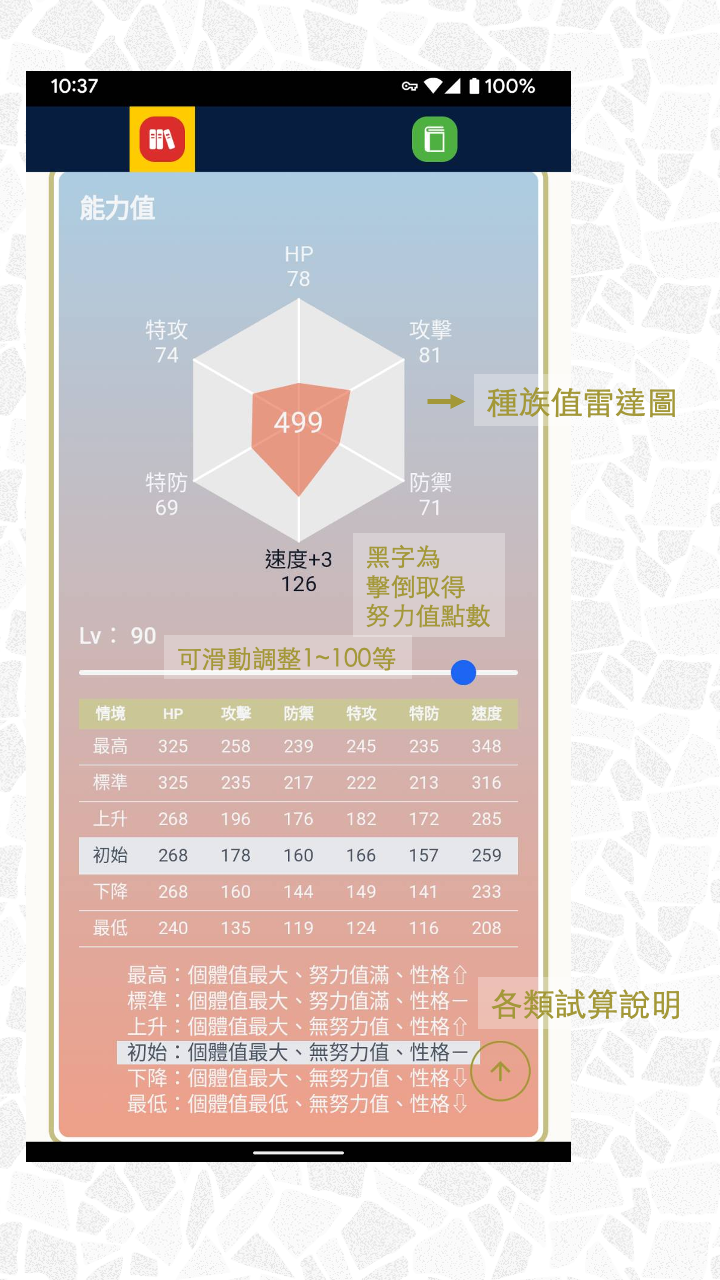 10:37
100%
能力值
HP
78
特攻
74
攻擊
81
499
種族值雷達圖
特防
69
防禦
71
速度+3
126
黑字為
擊倒取得
努力值點數
Lv： 90
可滑動調整1~100等
情境 HP 攻擊 防禦 特攻 特防 速度
最高 325 258 239 245 235 348
標準 325 235 217 222 213 316
上升 268 196 176 182 172 285
初始 268 178 160 166 157 259
下降 268 160 144 149 141 233
最低 240 135 119 124 116 208
最高：個體值最大、努力值滿、性格⇧
標準：個體值最大、努力值滿、性格－
上升：個體值最大、無努力值、性格⇧
初始：個體值最大、無努力值、性格－
下降：個體值最大、無努力值、性格⇩
最低：個體值最低、無努力值、性格⇩
各類試算說明